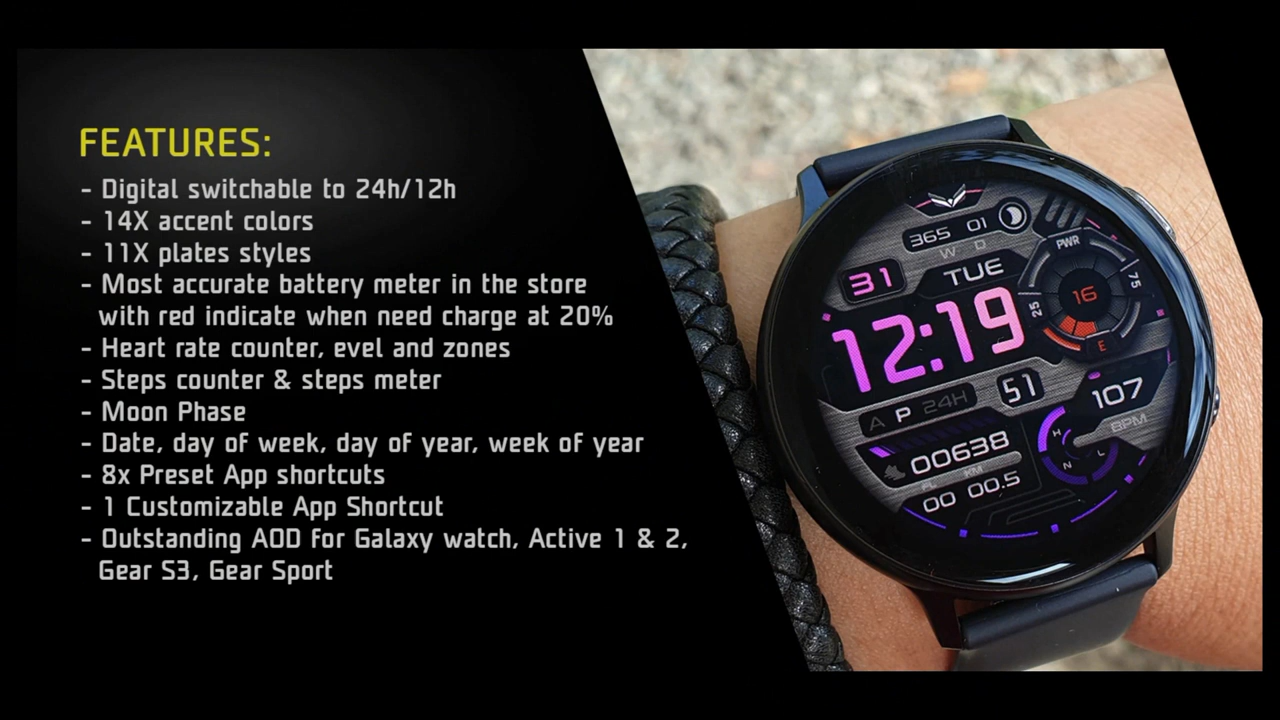 FEATURES:
- Digital switchable to 24h/12h
- 14X accent colors
- 11X plates styles
- Most accurate battery meter in the store
with red indicate when need charge at 20%
- Heart rate counter, evel and zones
- Steps counter & steps meter
- Moon Phase
- Date, day of week, day of year, week of year
- 8x Preset App shortcuts
- 1 Customizable App Shortcut
- Outstanding AOD for Galaxy watch, Active 1 & 2,
Gear S3, Gear Sport
365 01
W D
31 TUE
12:19
PWR
25 16 75
E
A P 24H 51
107
BPM
00638
FL KM
00 00.5
H
N L